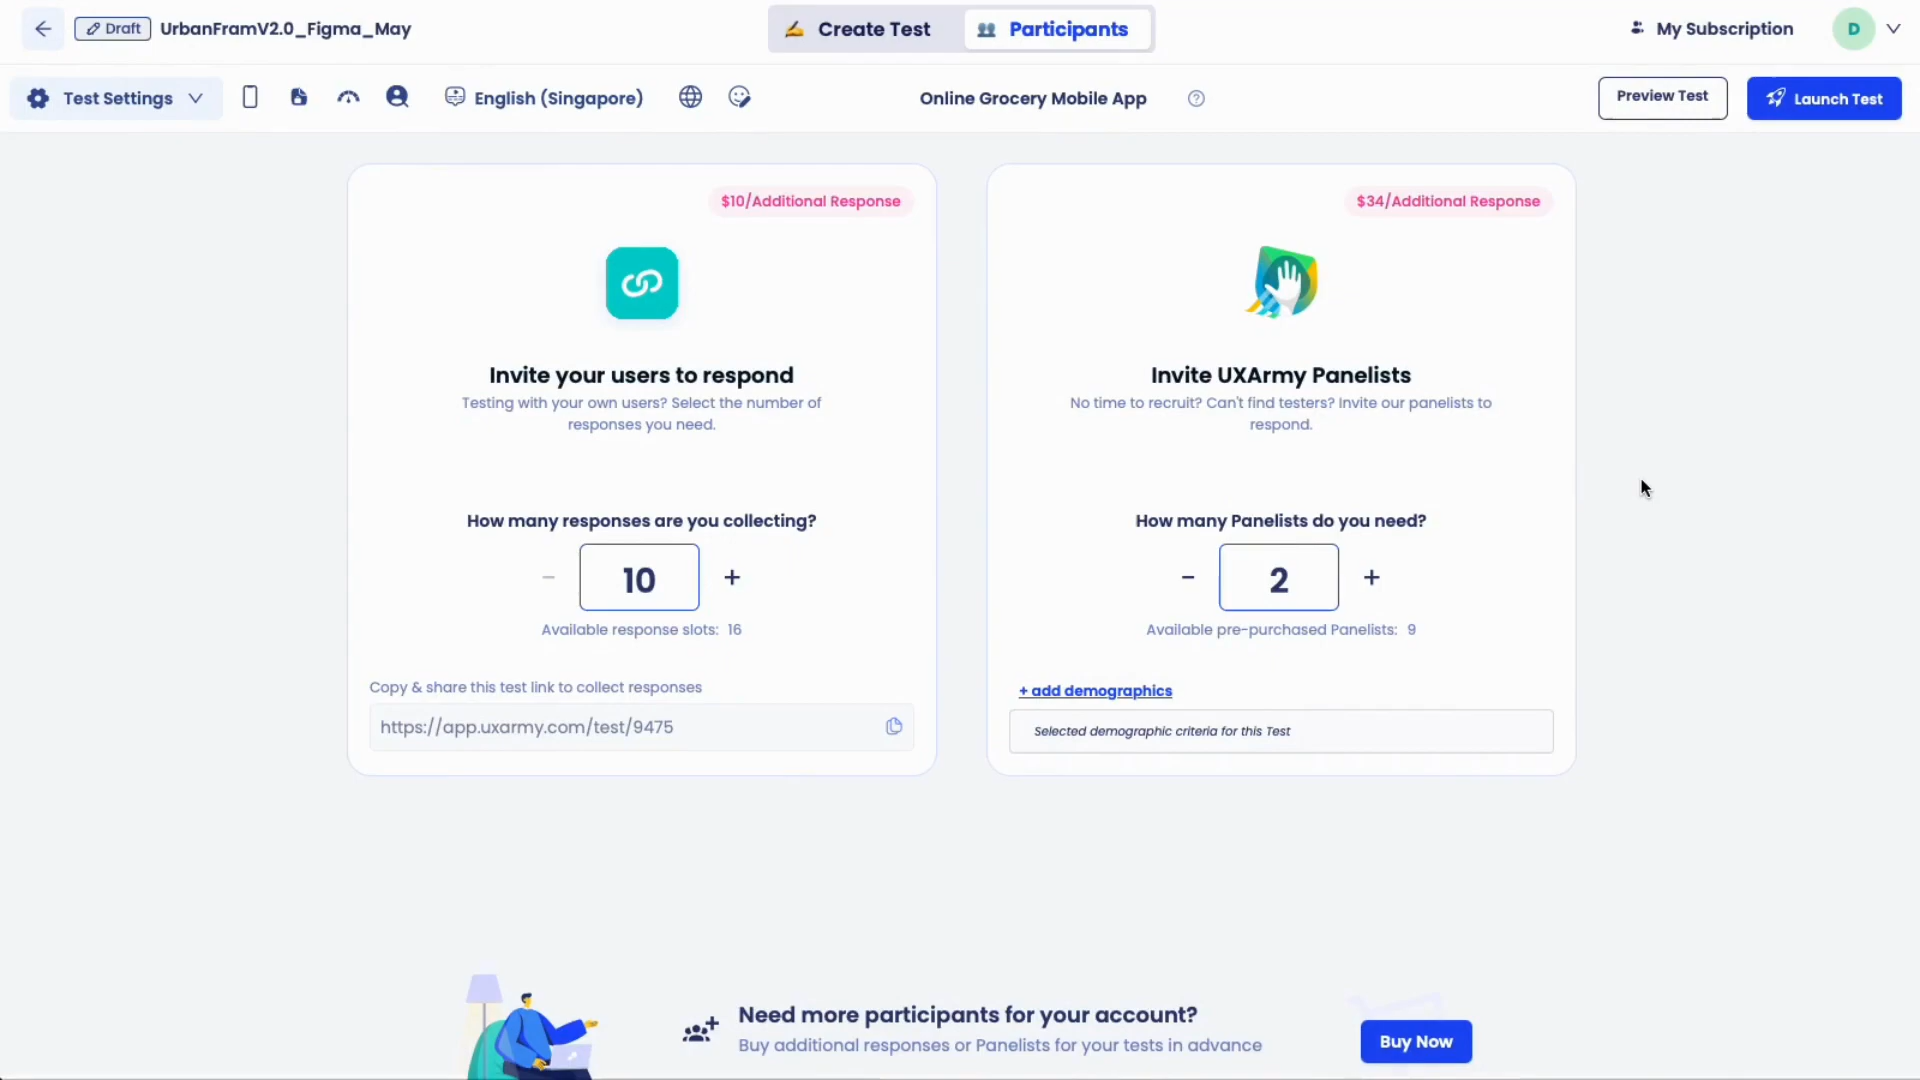 Draft
UrbanFramV2.0_Figma_May
Create Test
Participants
My Subscription
D
Test Settings
English (Singapore)
Online Grocery Mobile App
?
Preview Test
Launch Test
$10/Additional Response
Invite your users to respond
Testing with your own users? Select the number of
responses you need.
How many responses are you collecting?
− 10 +
Available response slots: 16
Copy & share this test link to collect responses
https://app.uxarmy.com/test/9475
$34/Additional Response
Invite UXArmy Panelists
No time to recruit? Can't find testers? Invite our panelists to
respond.
How many Panelists do you need?
− 2 +
Available pre-purchased Panelists: 9
+ add demographics
Selected demographic criteria for this Test
Need more participants for your account?
Buy additional responses or Panelists for your tests in advance
Buy Now